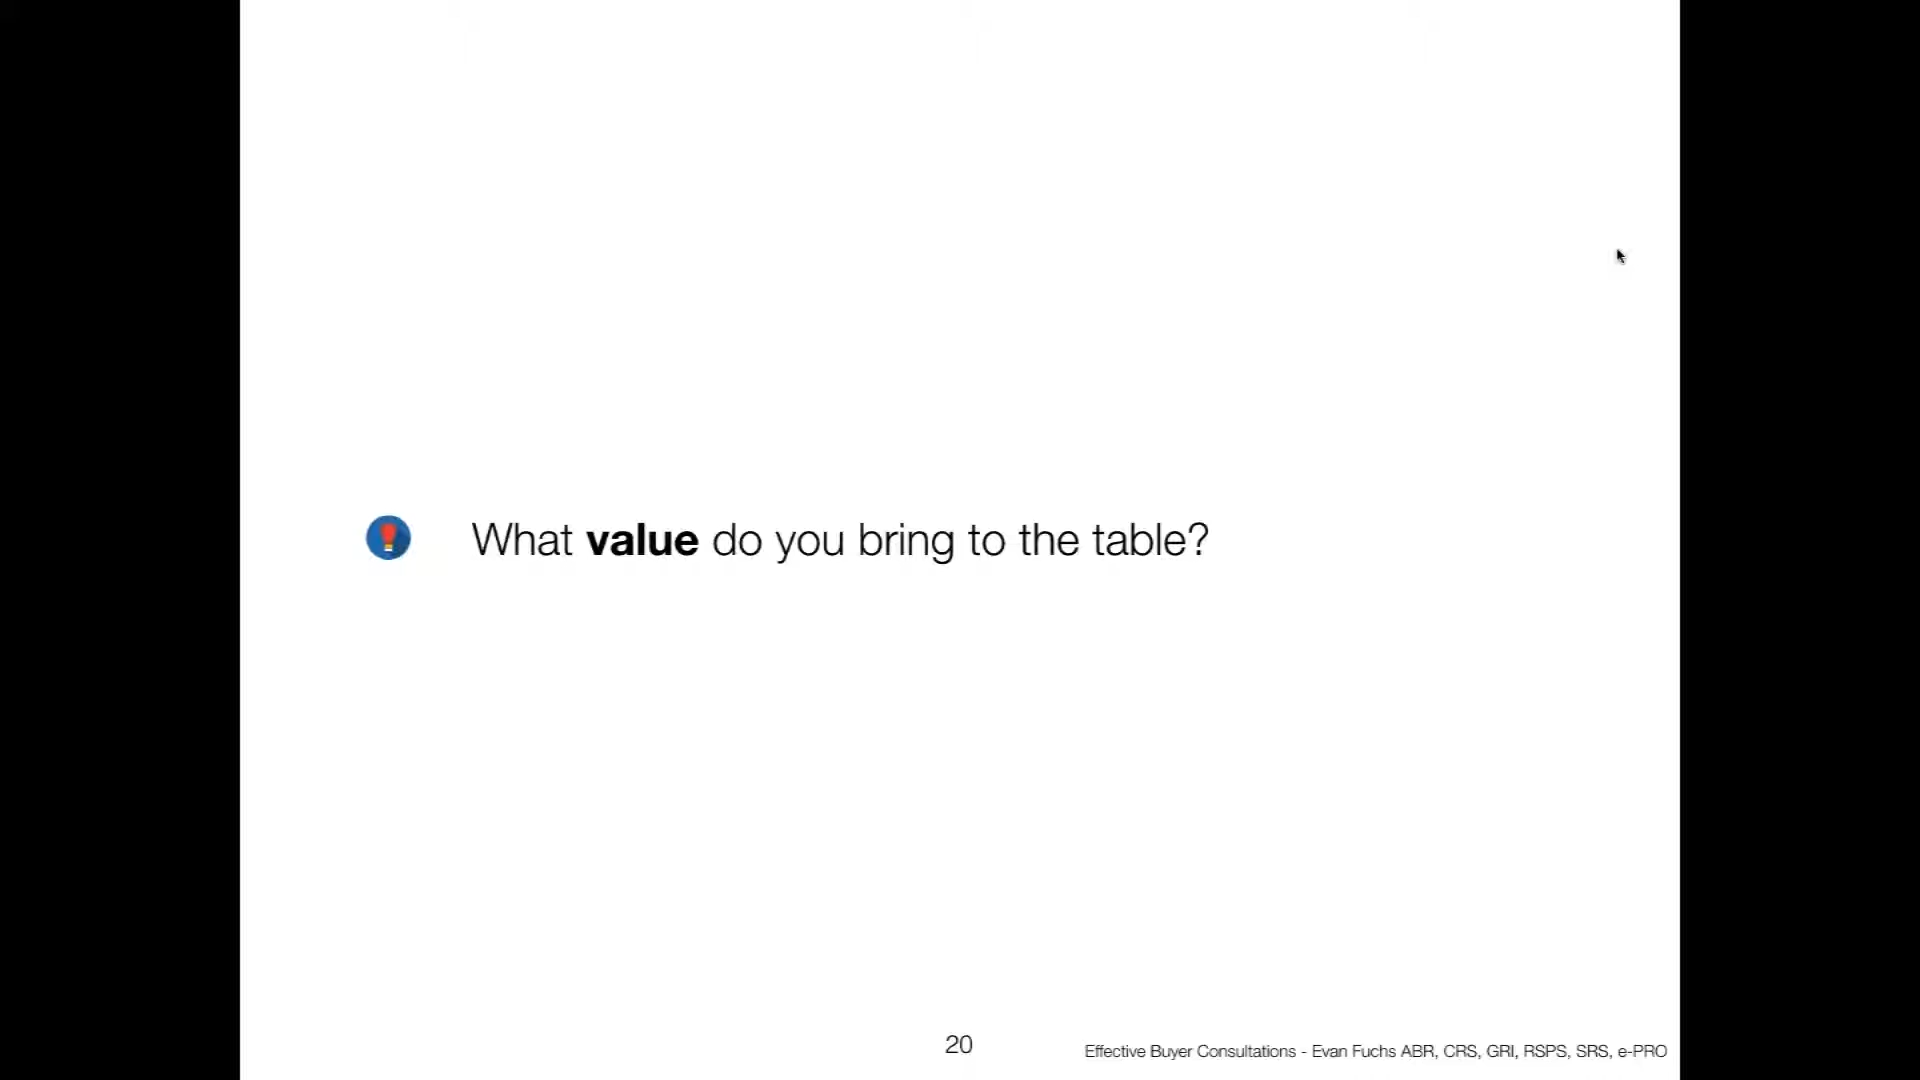 What value do you bring to the table?
20
Effective Buyer Consultations - Evan Fuchs ABR, CRS, GRI, RSPS, SRS, e-PRO